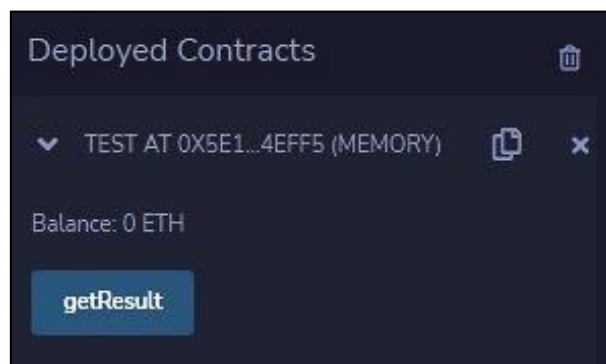 Deployed Contracts
TEST AT 0X5E1...4EFF5 (MEMORY)
Balance: 0 ETH
getResult